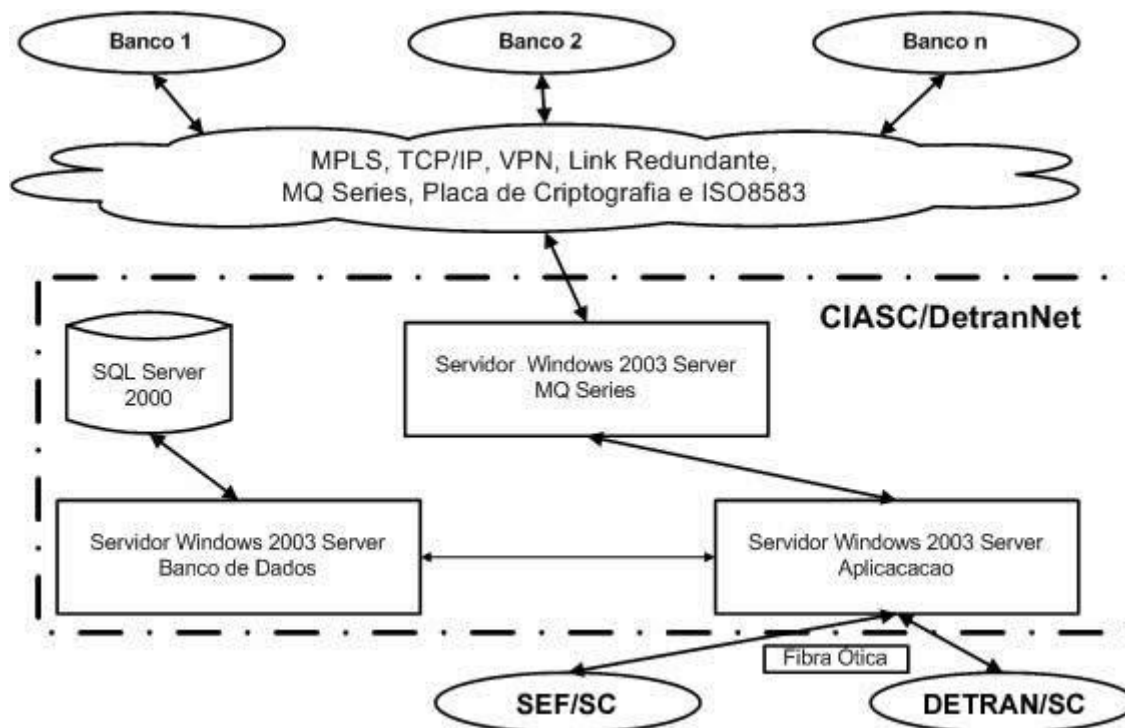 Banco 1
Banco 2
Banco n
MPLS, TCP/IP, VPN, Link Redundante,
MQ Series, Placa de Criptografia e ISO8583
CIASC/DetranNet
SQL Server
2000
Servidor Windows 2003 Server
MQ Series
Servidor Windows 2003 Server
Banco de Dados
Servidor Windows 2003 Server
Aplicacacao
Fibra Ótica
SEF/SC
DETRAN/SC